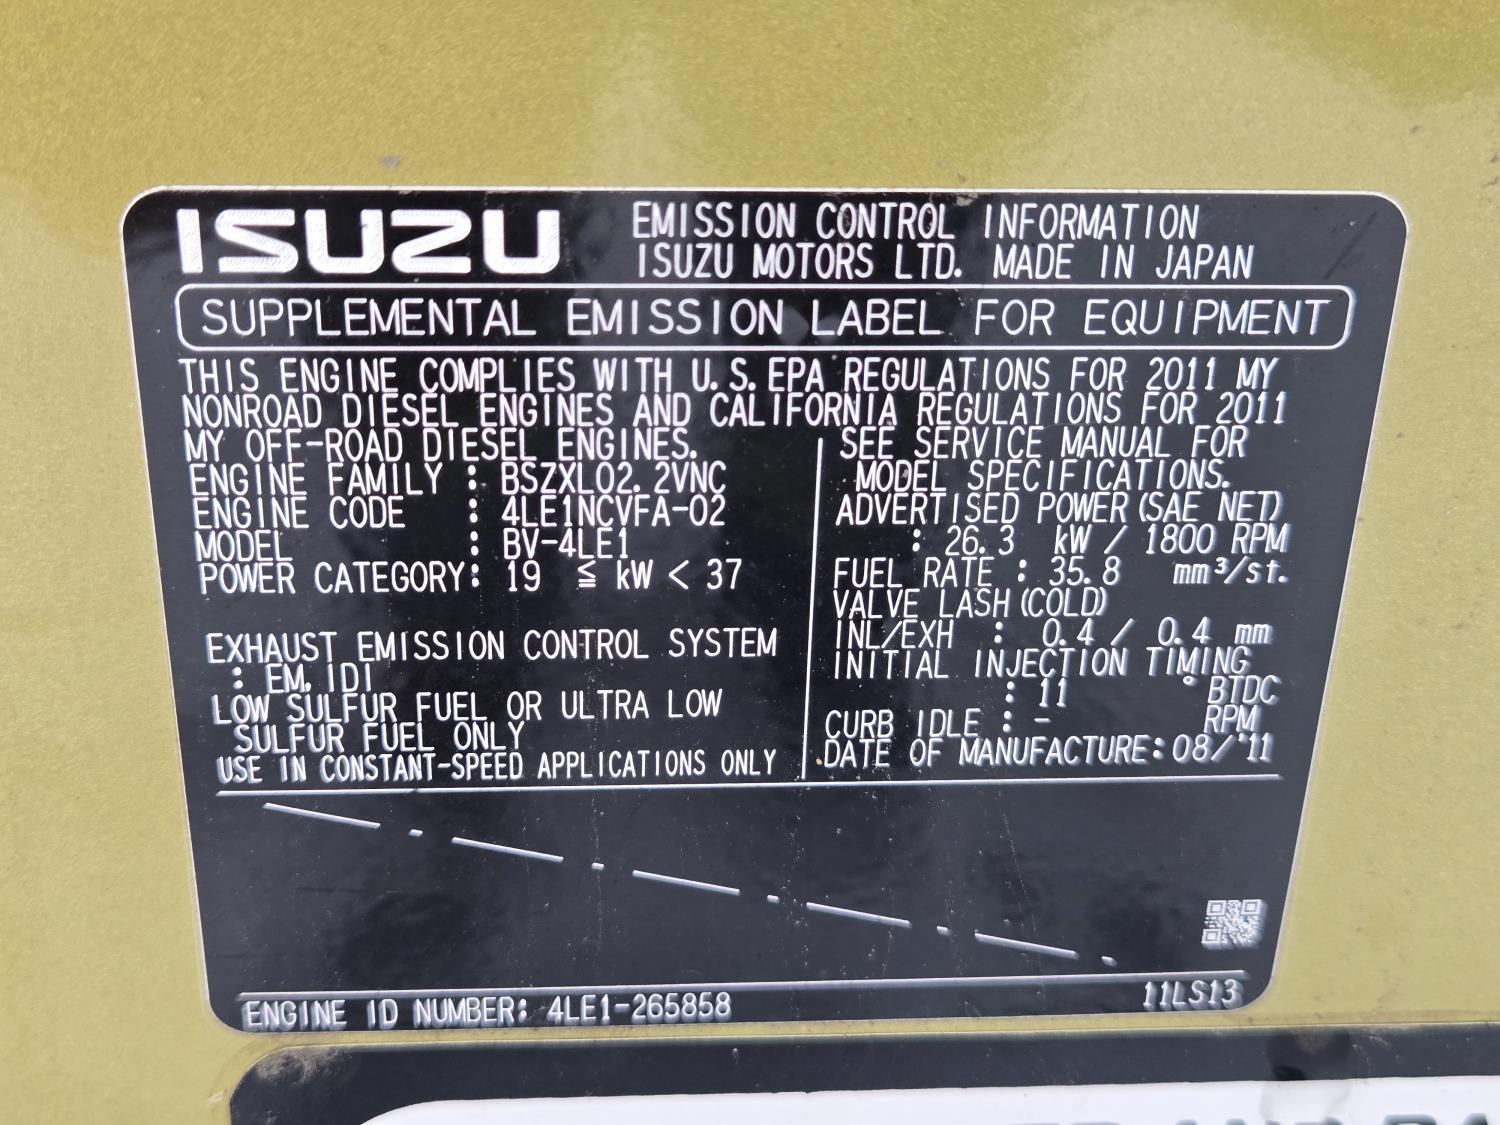 ISUZU
EMISSION CONTROL INFORMATION
ISUZU MOTORS LTD. MADE IN JAPAN
SUPPLEMENTAL EMISSION LABEL FOR EQUIPMENT
THIS ENGINE COMPLIES WITH U.S.EPA REGULATIONS FOR 2011 MY
NONROAD DIESEL ENGINES AND CALIFORNIA REGULATIONS FOR 2011
MY OFF-ROAD DIESEL ENGINES.
ENGINE FAMILY : BSZXL02.2VNC
ENGINE CODE : 4LE1NCVFA-02
MODEL : BV-4LE1
POWER CATEGORY: 19 ≦ kW < 37
EXHAUST EMISSION CONTROL SYSTEM
: EM,IDI
LOW SULFUR FUEL OR ULTRA LOW
SULFUR FUEL ONLY
USE IN CONSTANT-SPEED APPLICATIONS ONLY
SEE SERVICE MANUAL FOR
MODEL SPECIFICATIONS.
ADVERTISED POWER(SAE NET)
: 26.3 kW / 1800 RPM
FUEL RATE : 35.8 mm³/st.
VALVE LASH(COLD)
INL/EXH : 0.4 / 0.4 mm
INITIAL INJECTION TIMING
: 11 °BTDC
CURB IDLE : - RPM
DATE OF MANUFACTURE:08/'11
ENGINE ID NUMBER: 4LE1-265858
11LS13